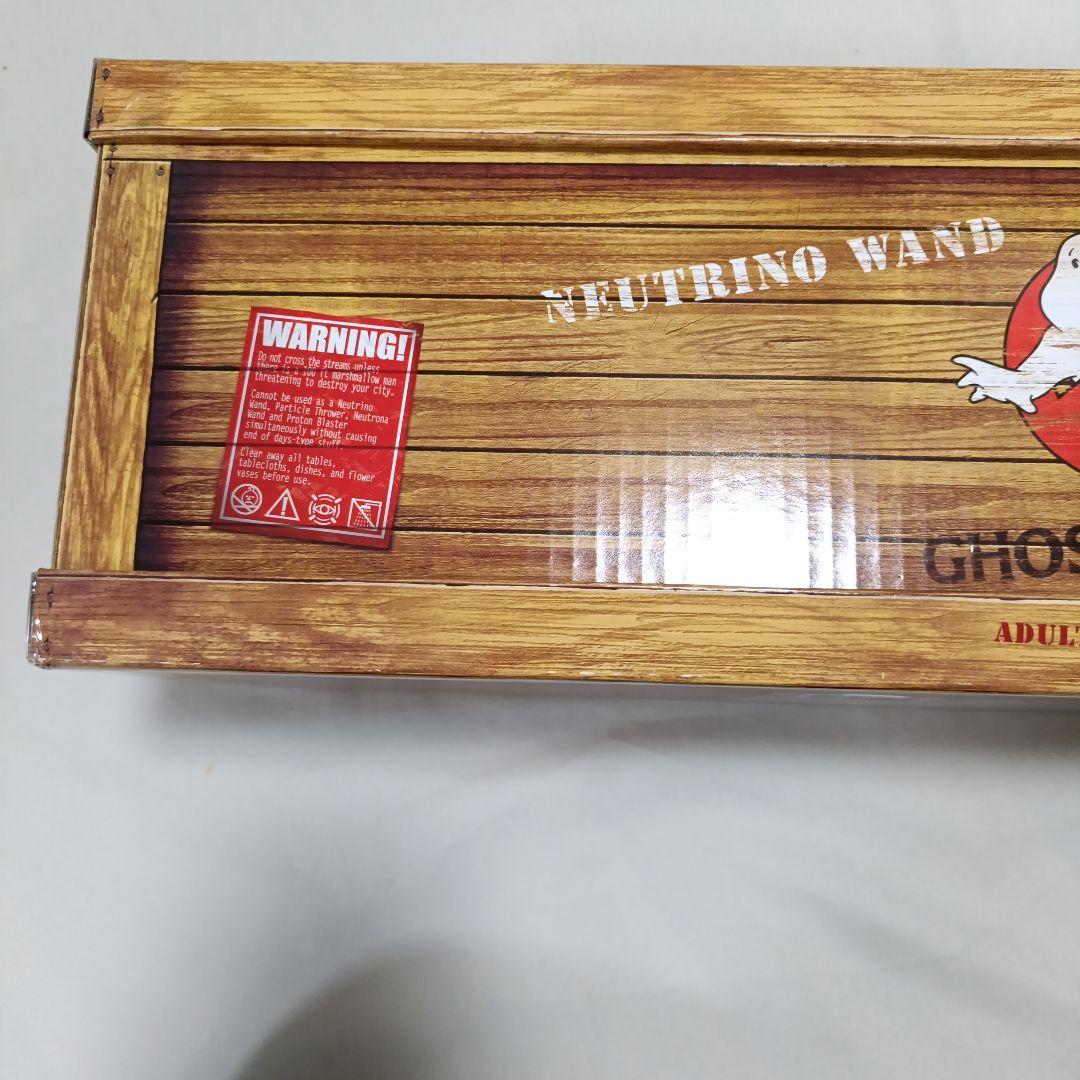 NEUTRINO WAND
WARNING!
Do not cross the streams unless
there is a 100 ft marshmallow man
threatening to destroy your city.
Cannot be used as a Neutrino
Wand, Particle Thrower, Neutrona
Wand and Proton Blaster
simultaneously without causing
end of days-type stuff.
Clear away all tables,
tablecloths, dishes, and flower
vases before use.
GHOS
ADULT